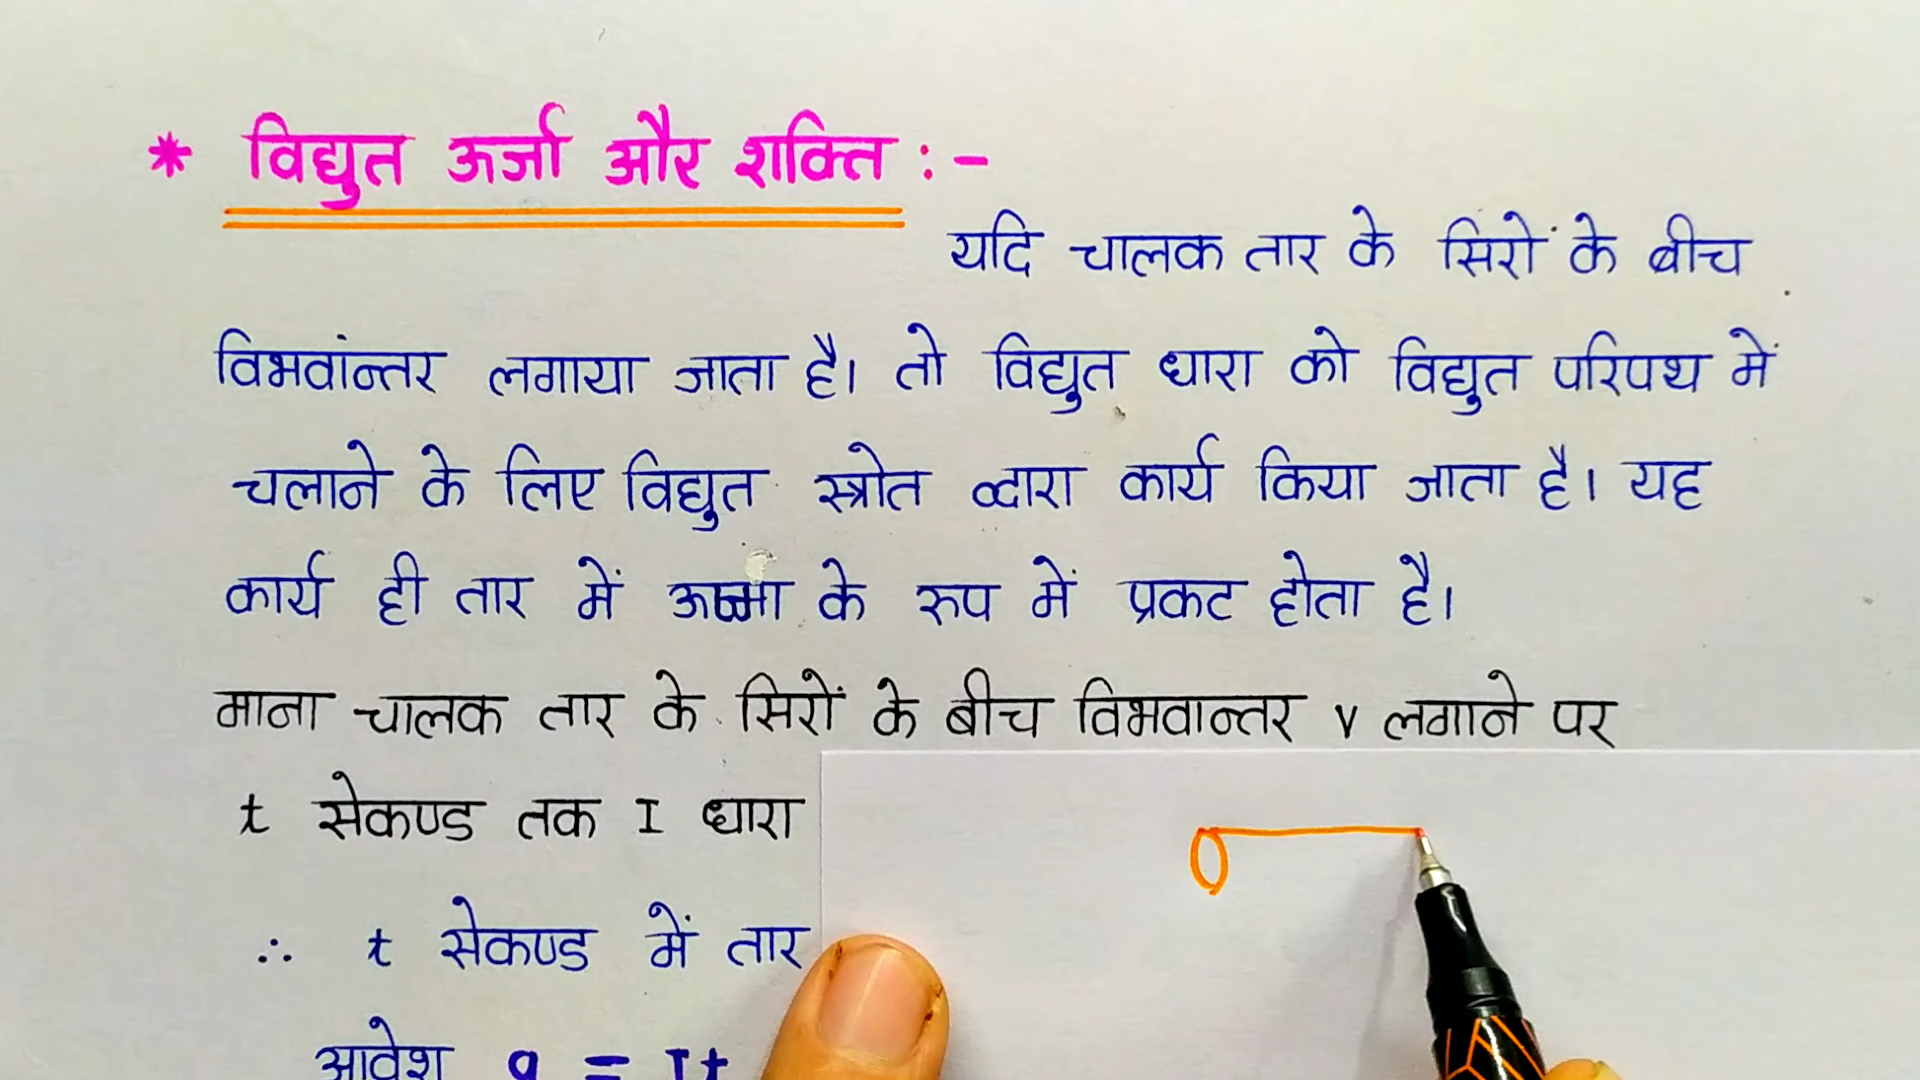 * विद्युत ऊर्जा और शक्ति :-
यदि चालक तार के सिरों के बीच
विभवांन्तर लगाया जाता है। तो विद्युत धारा को विद्युत परिपथ में
चलाने के लिए विद्युत स्त्रोत व्दारा कार्य किया जाता है। यह
कार्य ही तार में ऊष्मा के रुप में प्रकट होता है।
माना चालक तार के सिरों के बीच विभवान्तर V लगाने पर
t सेकण्ड तक I धारा
∴ t सेकण्ड में तार
आवेश q = It